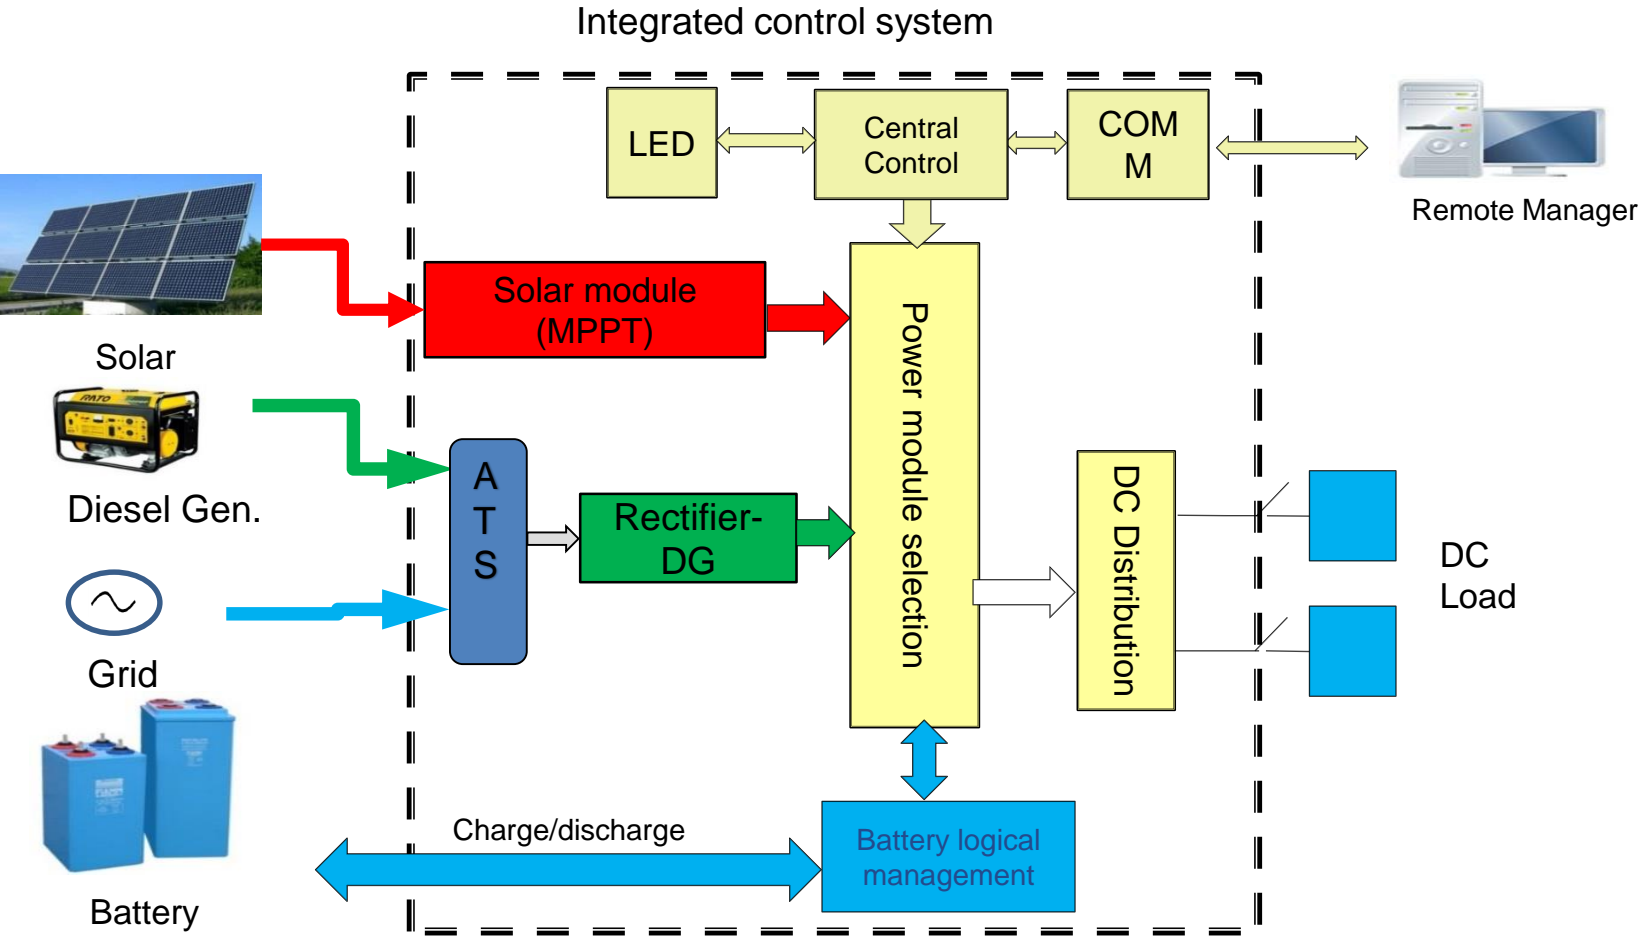 Integrated control system
LED
Central
Control
COM
M
Remote Manager
Solar module
(MPPT)
Solar
RATO
Diesel Gen.
A
T
S
Rectifier-
DG
Power module selection
DC Distribution
DC
Load
Grid
Charge/discharge
Battery logical
management
Battery